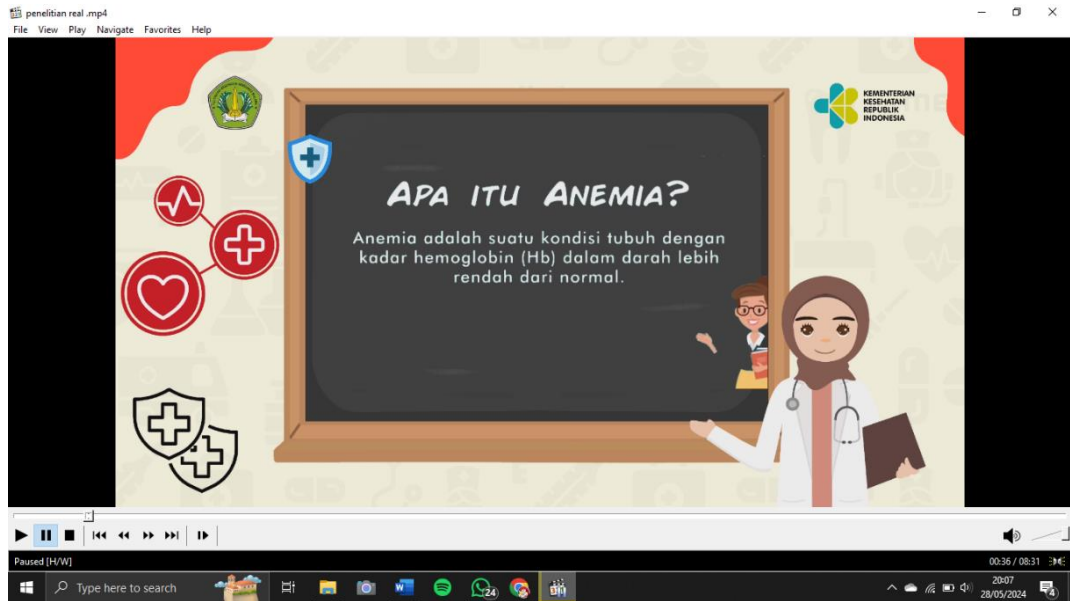 penelitian real .mp4
File View Play Navigate Favorites Help
KEMENTERIAN
KESEHATAN
REPUBLIK
INDONESIA
APA ITU ANEMIA?
Anemia adalah suatu kondisi tubuh dengan
kadar hemoglobin (Hb) dalam darah lebih
rendah dari normal.
Paused [H/W]
00:36 / 08:31
Type here to search
24
20:07
28/05/2024
4